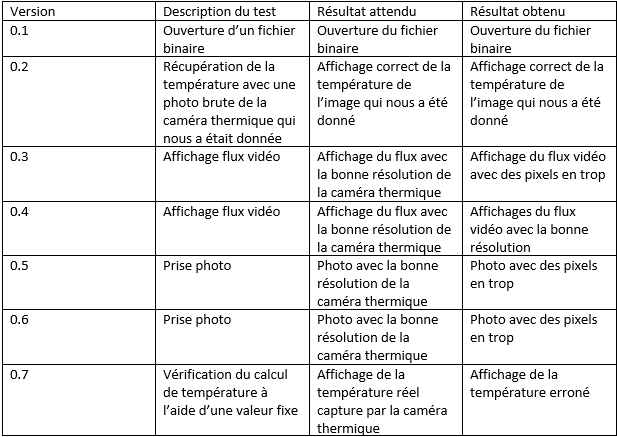 Version
Description du test
Résultat attendu
Résultat obtenu
0.1
Ouverture d’un fichier
binaire
Ouverture du fichier
binaire
Ouverture du fichier
binaire
0.2
Récupération de la
température avec une
photo brute de la
caméra thermique qui
nous a était donnée
Affichage correct de la
température de
l’image qui nous a été
donné
Affichage correct de la
température de
l’image qui nous a été
donné
0.3
Affichage flux vidéo
Affichage du flux avec
la bonne résolution de
la caméra thermique
Affichage du flux vidéo
avec des pixels en trop
0.4
Affichage flux vidéo
Affichage du flux avec
la bonne résolution de
la caméra thermique
Affichages du flux
vidéo avec la bonne
résolution
0.5
Prise photo
Photo avec la bonne
résolution de la
caméra thermique
Photo avec des pixels
en trop
0.6
Prise photo
Photo avec la bonne
résolution de la
caméra thermique
Photo avec des pixels
en trop
0.7
Vérification du calcul
de température à
l’aide d’une valeur fixe
Affichage de la
température réel
capture par la caméra
thermique
Affichage de la
température erroné